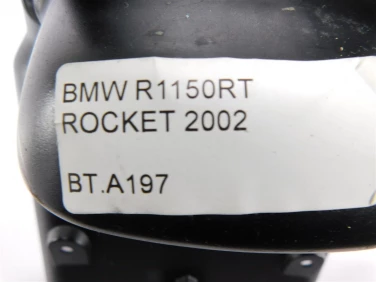 BMW R1150RT
ROCKET 2002
BT.A197